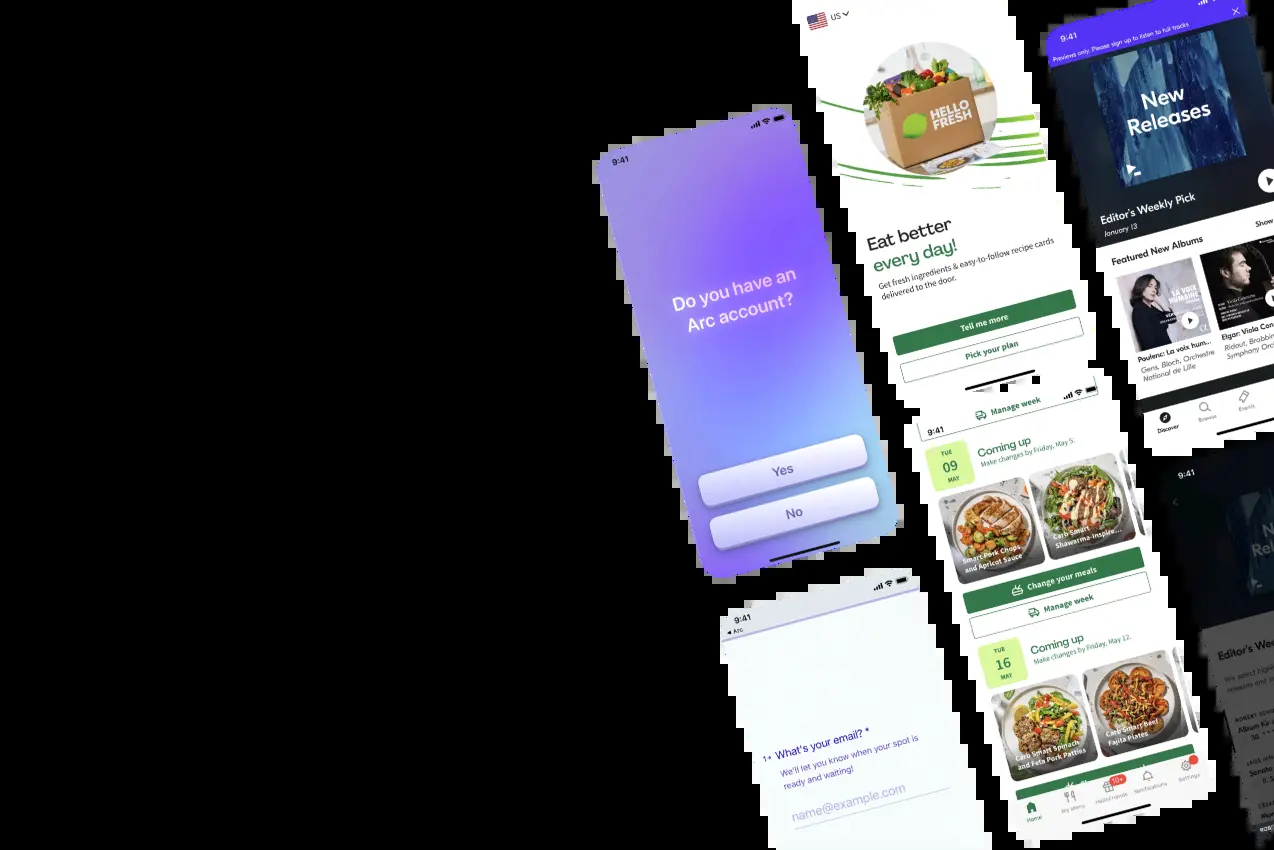 9:41
Do you have an
Arc account?
Yes
No
9:41
Arc
1
What's your email? *
We'll let you know when your spot is
ready and waiting!
name@example.com
US
HELLO
FRESH
Eat better
every day!
Get fresh ingredients & easy-to-follow recipe cards
delivered to the door.
Tell me more
Pick your plan
Manage week
9:41
TUE
09
MAY
Coming up
Make changes by Friday, May 5.
Smart Pork Chops
and Apricot Sauce
Carb Smart
Shawarma-Inspire...
Change your meals
Manage week
TUE
16
MAY
Coming up
Make changes by Friday, May 12.
Carb Smart Spinach
and Feta Pork Patties
Carb Smart Beef
Fajita Plates
10+
Home
My Menu
HelloFriends
Notifications
Settings
9:41
Previews only. Please sign up to listen to full tracks
New
Releases
Editor's Weekly Pick
January 13
Featured New Albums
Show
LA VOIX
HUMAINE
Poulenc: La voix hum...
Gens, Bloch, Orchestre
National de Lille
Elgar: Viola Con
Ridout, Brabbin
Symphony Orc
Discover
Browse
Events
9:41
Ne
Relea
Editor's We